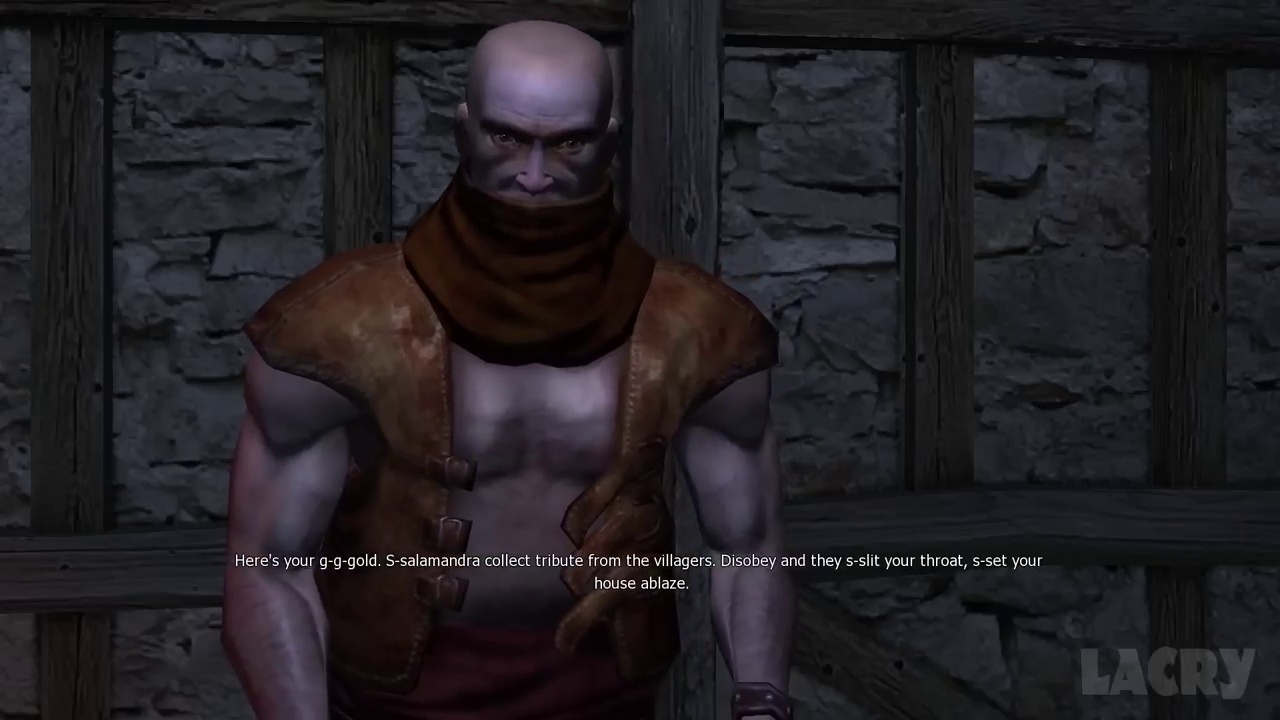 Here's your g-g-gold. S-salamandra collect tribute from the villagers. Disobey and they s-slit your throat, s-set your
house ablaze.
LACRY